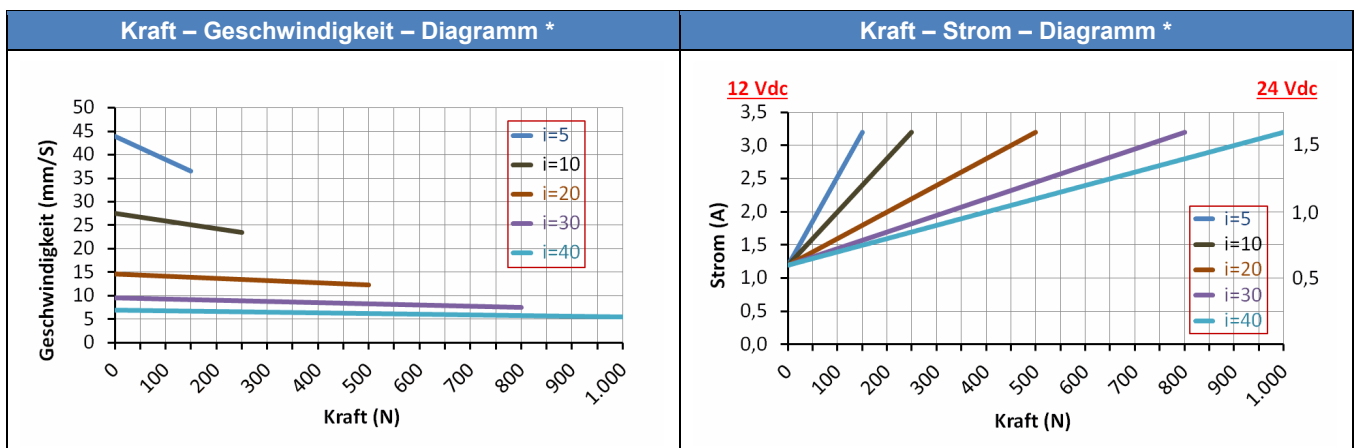 Kraft – Geschwindigkeit – Diagramm *
Kraft – Strom – Diagramm *
Geschwindigkeit (mm/S)
50
45
40
35
30
25
20
15
10
5
0
i=5
i=10
i=20
i=30
i=40
0
100
200
300
400
500
600
700
800
900
1.000
Kraft (N)
12 Vdc
24 Vdc
Strom (A)
3,5
3,0
2,5
2,0
1,5
1,0
0,5
0,0
1,5
1,0
0,5
i=5
i=10
i=20
i=30
i=40
0
100
200
300
400
500
600
700
800
900
1.000
Kraft (N)